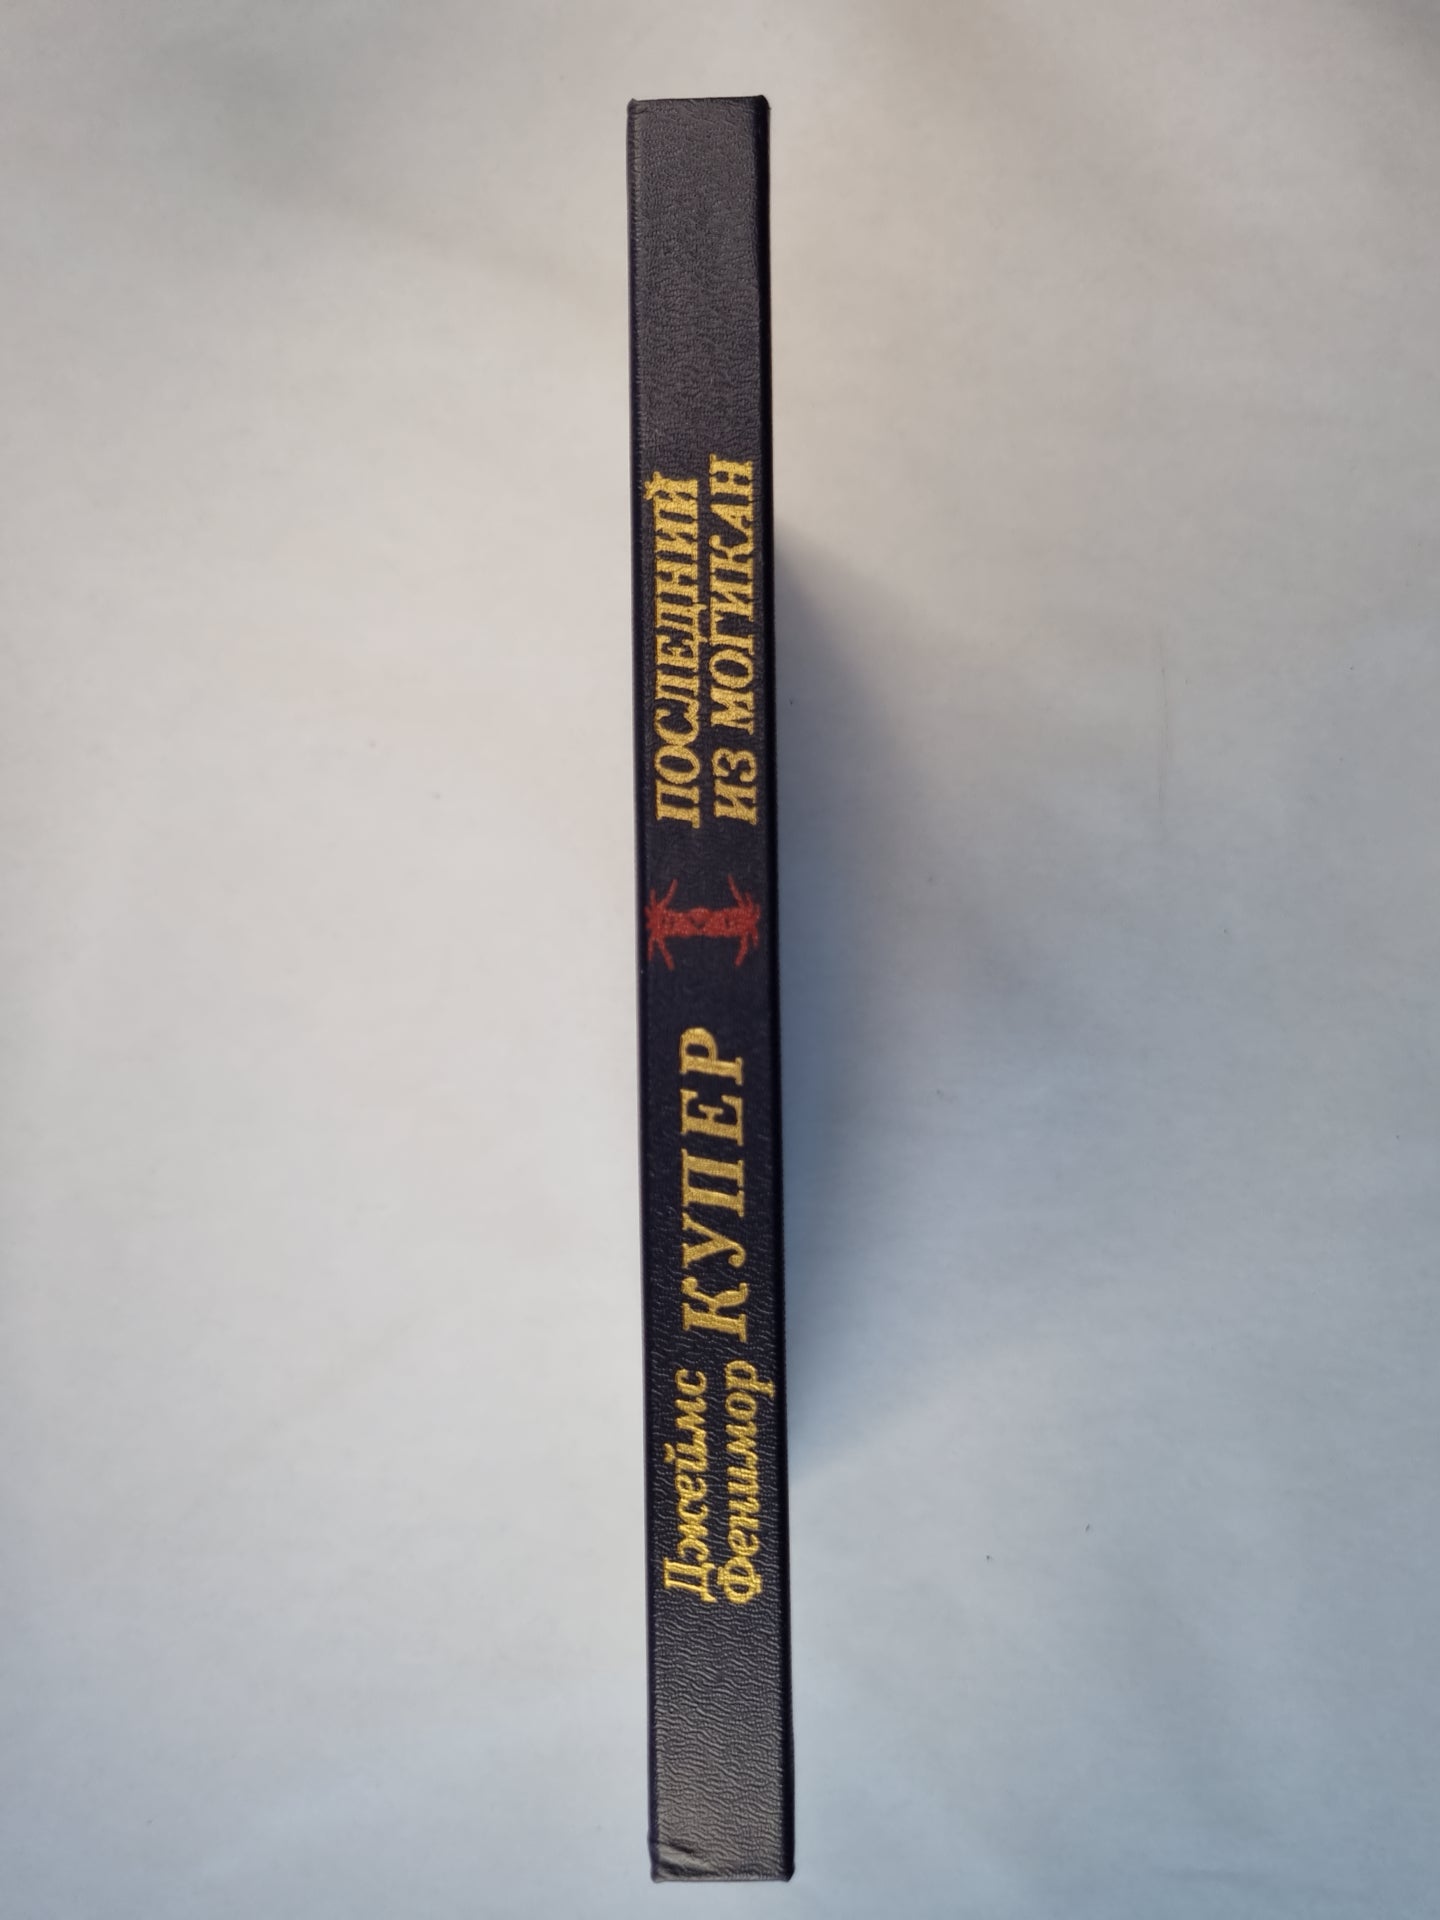 Джеймс
Фенимор
КУПЕР
ПОСЛЕДНИЙ
ИЗ МОГИКАН